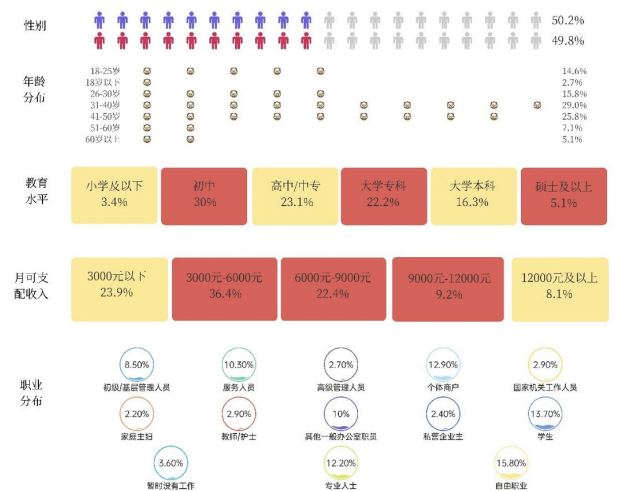 性别
50.2%
49.8%
年龄
分布
18-25岁 14.6%
18岁以下 2.7%
26-30岁 15.8%
31-40岁 29.0%
41-50岁 25.8%
51-60岁 7.1%
60岁以上 5.1%
教育
水平
小学及以下 初中 高中/中专 大学专科 大学本科 硕士及以上
3.4% 30% 23.1% 22.2% 16.3% 5.1%
月可支
配收入
3000元以下 3000元-6000元 6000元-9000元 9000元-12000元 12000元及以上
23.9% 36.4% 22.4% 9.2% 8.1%
职业
分布
8.50% 10.30% 2.70% 12.90% 2.90%
初级/基层管理人员 服务人员 高级管理人员 个体商户 国家机关工作人员
2.20% 2.90% 10% 2.40% 13.70%
家庭主妇 教师/护士 其他一般办公室职员 私营企业主 学生
3.60% 12.20% 15.80%
暂时没有工作 专业人士 自由职业